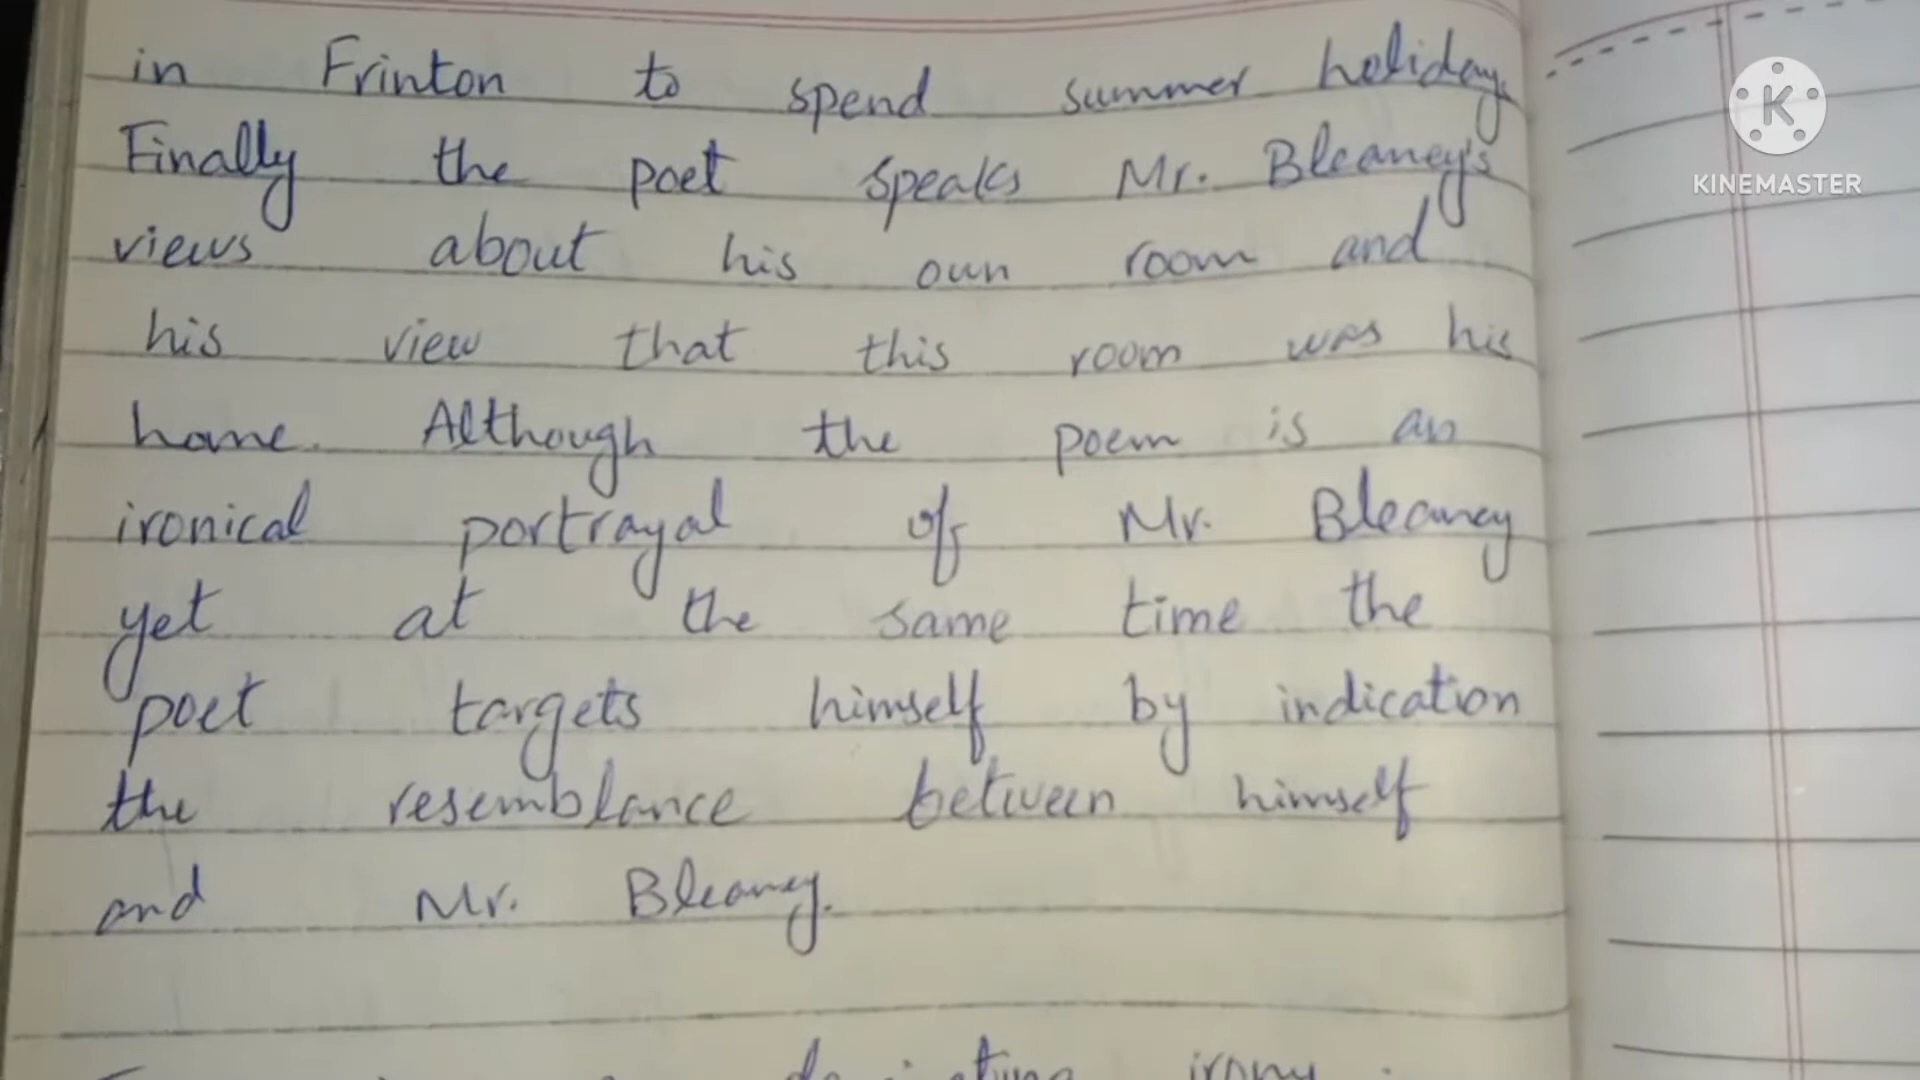 in Frinton to spend summer holiday.
Finally the poet speaks Mr. Bleaney's
views about his own room and
his view that this room was his
home. Although the poem is an
ironical portrayal of Mr. Bleaney
yet at the same time the
poet targets himself by indication
the resemblance between himself
and Mr. Bleaney.
irony
K
KINEMASTER